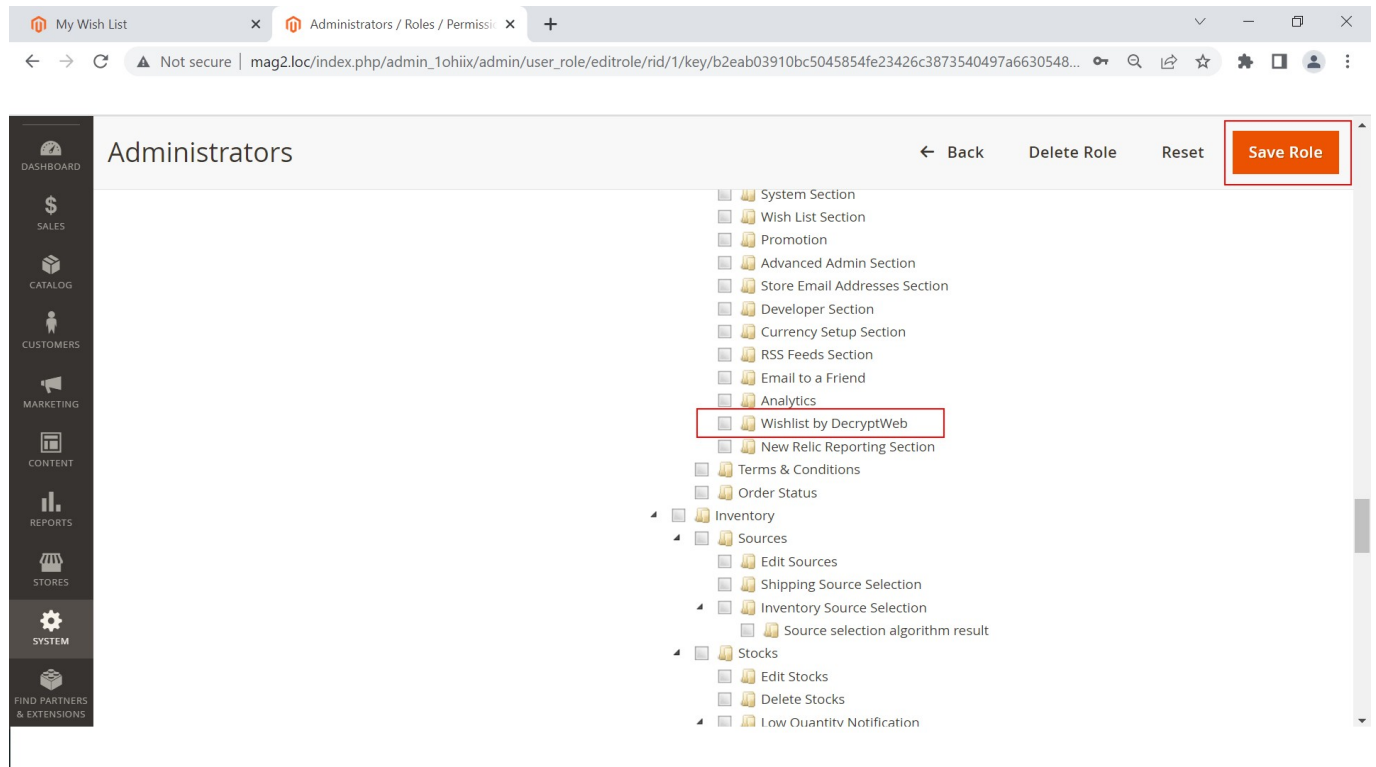 My Wish List
Administrators / Roles / Permissio
Not secure | mag2.loc/index.php/admin_1ohiix/admin/user_role/editrole/rid/1/key/b2eab03910bc5045854fe23426c3873540497a6630548...
DASHBOARD
SALES
CATALOG
CUSTOMERS
MARKETING
CONTENT
REPORTS
STORES
SYSTEM
FIND PARTNERS
& EXTENSIONS
Administrators
Back
Delete Role
Reset
Save Role
System Section
Wish List Section
Promotion
Advanced Admin Section
Store Email Addresses Section
Developer Section
Currency Setup Section
RSS Feeds Section
Email to a Friend
Analytics
Wishlist by DecryptWeb
New Relic Reporting Section
Terms & Conditions
Order Status
Inventory
Sources
Edit Sources
Shipping Source Selection
Inventory Source Selection
Source selection algorithm result
Stocks
Edit Stocks
Delete Stocks
Low Quantity Notification